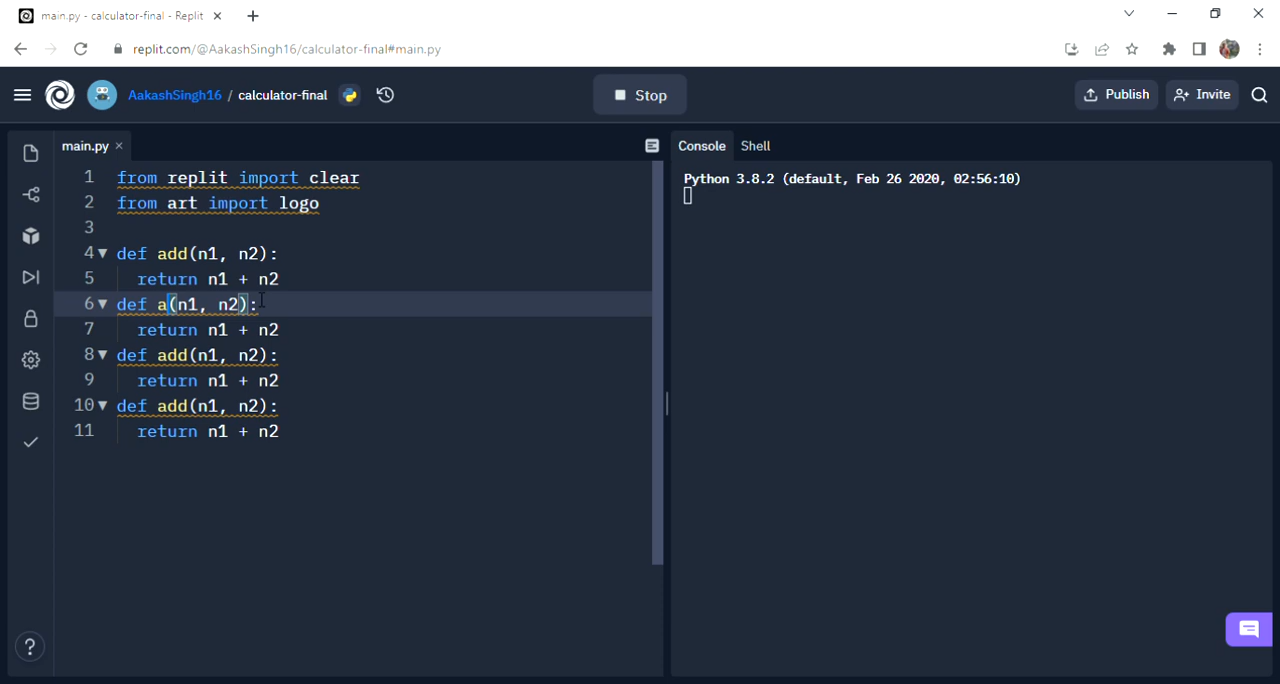 main.py - calculator-final - Replit
replit.com/@AakashSingh16/calculator-final#main.py
AakashSingh16 / calculator-final
Stop
Publish
Invite
main.py
Console
Shell
1 from replit import clear
2 from art import logo
3
4 def add(n1, n2):
5 return n1 + n2
6 def a(n1, n2):
7 return n1 + n2
8 def add(n1, n2):
9 return n1 + n2
10 def add(n1, n2):
11 return n1 + n2
Python 3.8.2 (default, Feb 26 2020, 02:56:10)
?